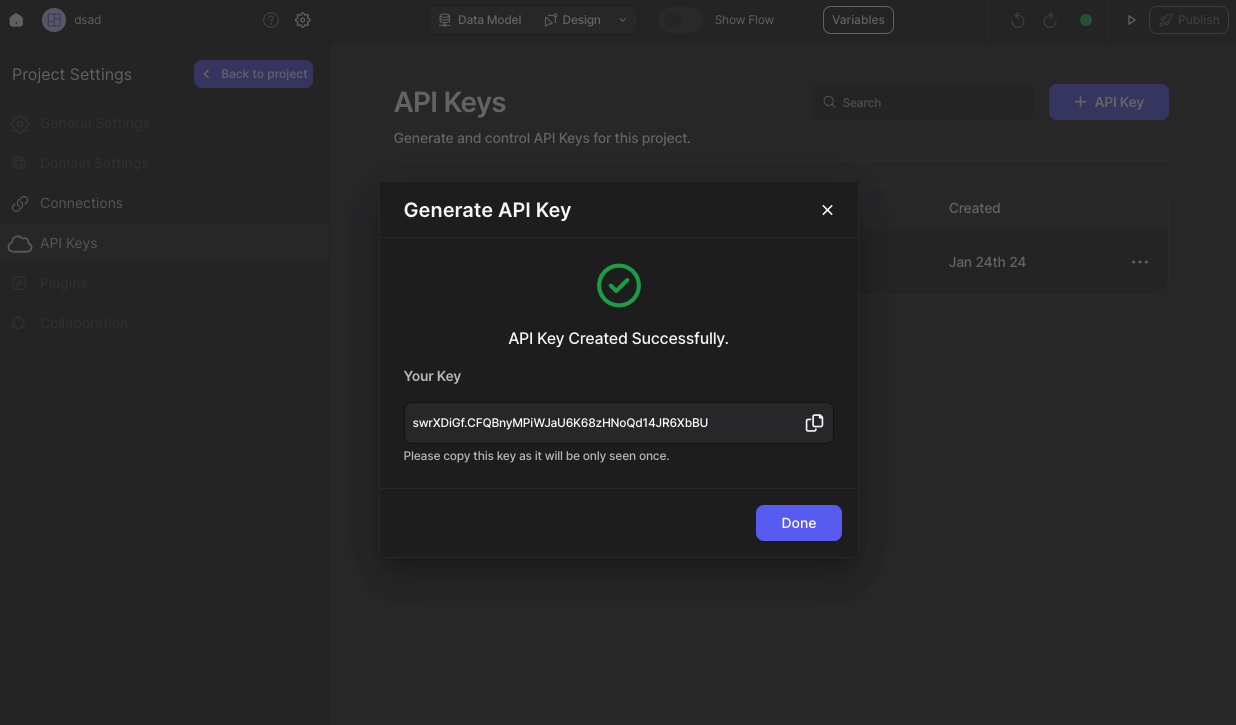 dsad
Data Model
Design
Show Flow
Variables
Publish
Project Settings
Back to project
General Settings
Domain Settings
Connections
API Keys
Plugins
Collaboration
API Keys
Search
+ API Key
Generate and control API Keys for this project.
Created
Jan 24th 24
Generate API Key
API Key Created Successfully.
Your Key
swrXDiGf.CFQBnyMPiWJaU6K68zHNoQd14JR6XbBU
Please copy this key as it will be only seen once.
Done